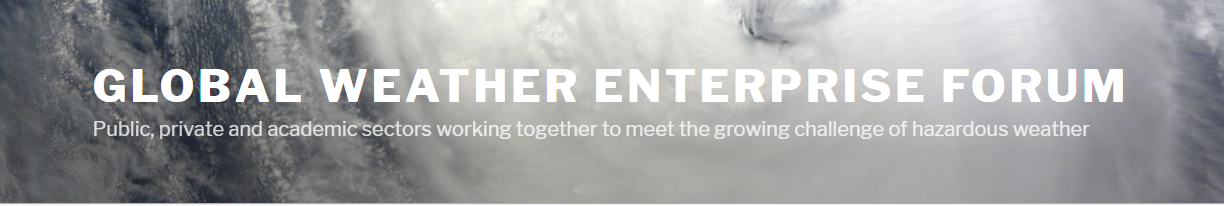 GLOBAL WEATHER ENTERPRISE FORUM
Public, private and academic sectors working together to meet the growing challenge of hazardous weather